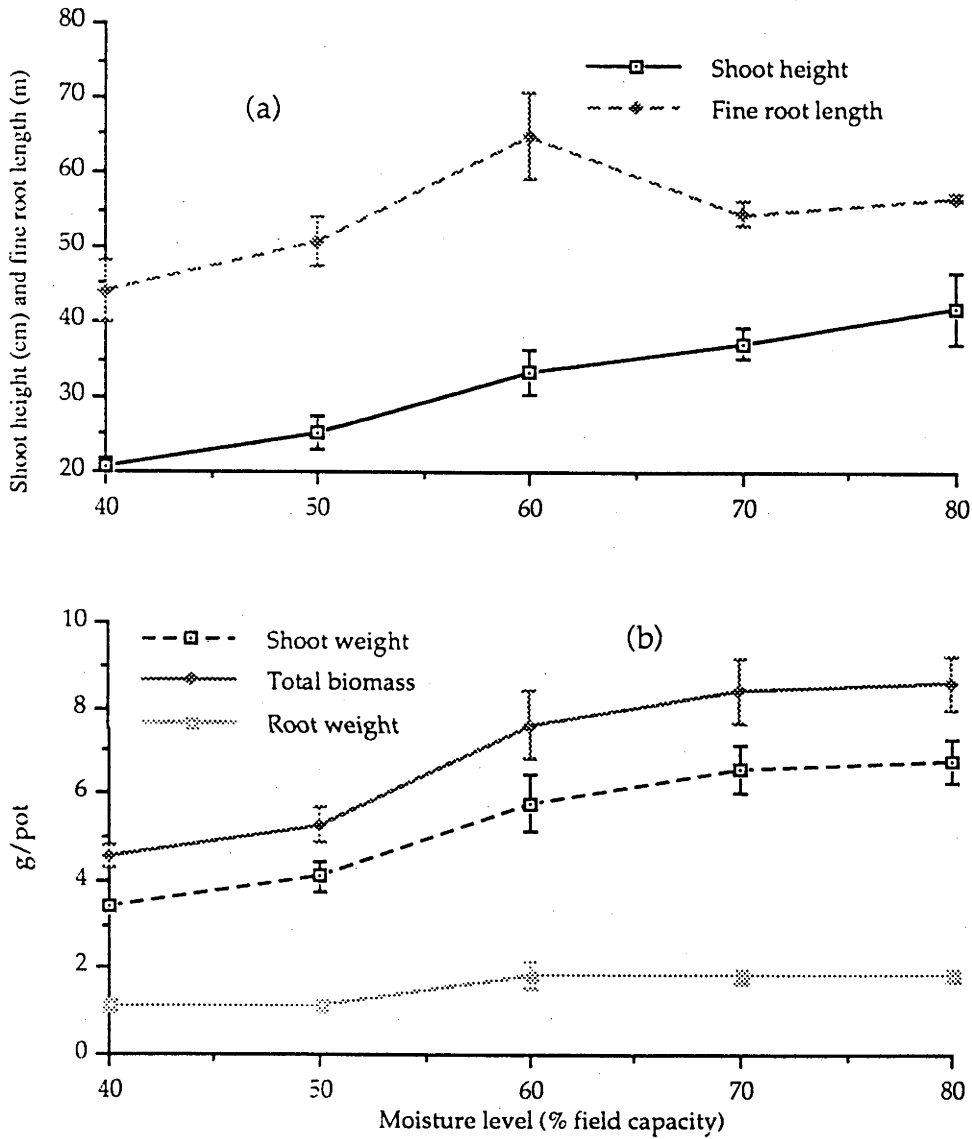 80
70
60
50
40
30
20
Shoot height (cm) and fine root length (m)
(a)
Shoot height
Fine root length
40
50
60
70
80
10
8
6
4
2
0
g/pot
(b)
Shoot weight
Total biomass
Root weight
40
50
60
70
80
Moisture level (% field capacity)